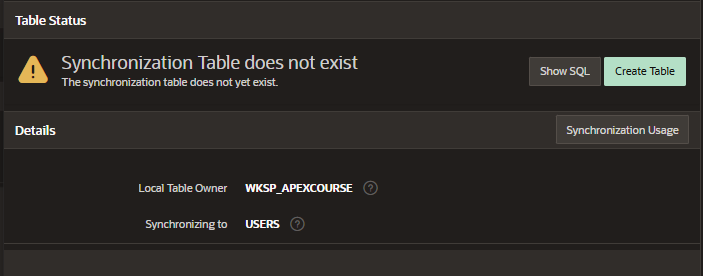 Table Status
Synchronization Table does not exist
The synchronization table does not yet exist.
Show SQL
Create Table
Details
Synchronization Usage
Local Table Owner WKSP_APEXCOURSE ?
Synchronizing to USERS ?